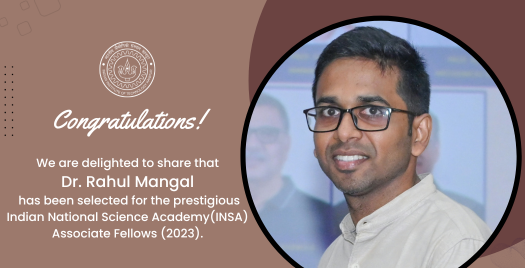 Congratulations!
We are delighted to share that
Dr. Rahul Mangal
has been selected for the prestigious
Indian National Science Academy(INSA)
Associate Fellows (2023).